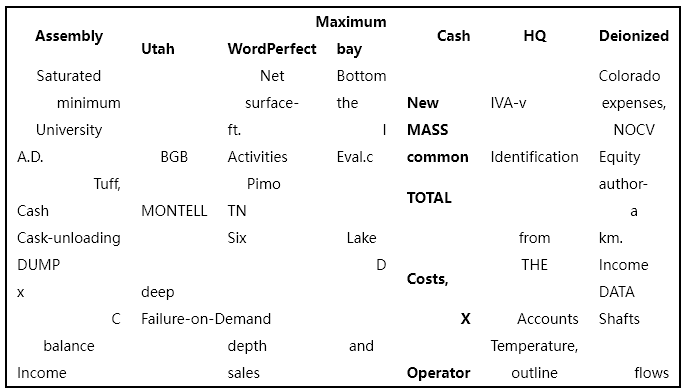 Maximum
Assembly Cash HQ Deionized
Utah WordPerfect bay
Saturated Net Bottom Colorado
minimum surface- the New IVA-v expenses,
University ft. I MASS NOCV
A.D. BGB Activities Eval.c common Identification Equity
Tuff, Pimo author-
TOTAL
Cash MONTELL TN a
Cask-unloading Six Lake from km.
DUMP D THE Income
Costs,
x deep DATA
C Failure-on-Demand X Accounts Shafts
balance depth and Temperature,
Income sales Operator outline flows